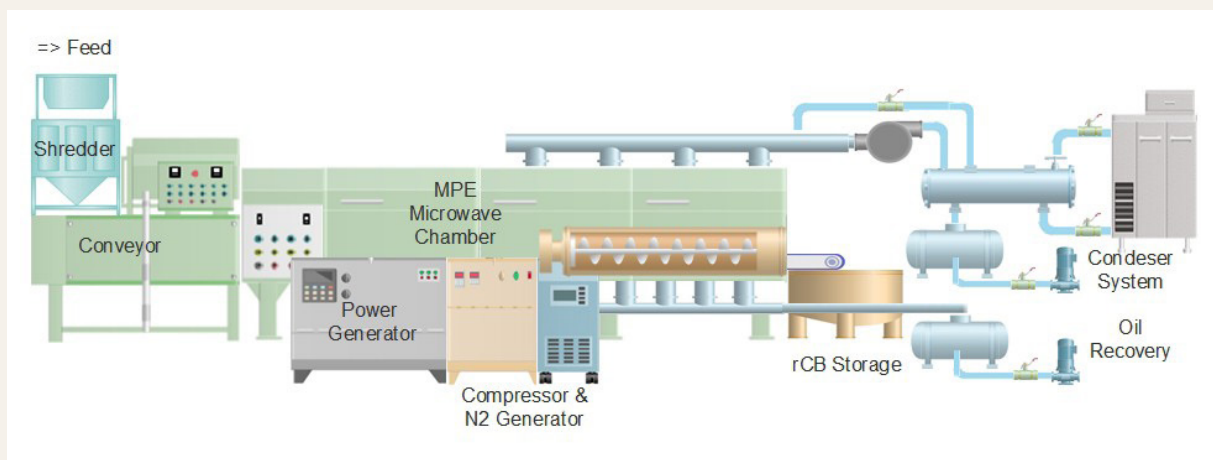 => Feed
Shredder
Conveyor
MPE
Microwave
Chamber
Power
Generator
Compressor &
N2 Generator
rCB Storage
Condeser
System
Oil
Recovery